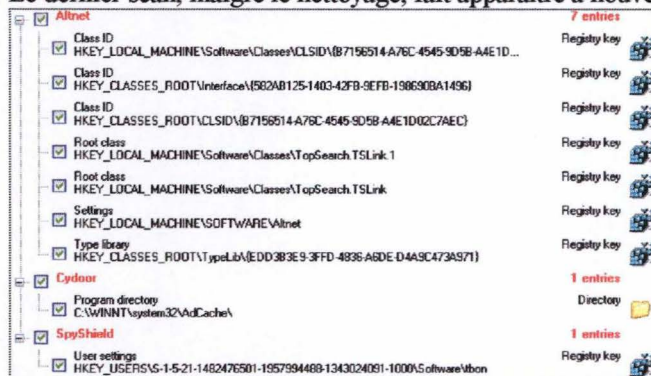 Le dernier scan, malgré le nettoyage, fait apparaître à nouve
Altnet 7 entries
Class ID Registry key
HKEY_LOCAL_MACHINE\Software\Classes\CLSID\{B7156514-A76C-4545-9D5B-A4E1D...
Class ID Registry key
HKEY_CLASSES_ROOT\Interface\{582AB125-1403-42FB-9EFB-198690BA1496}
Class ID Registry key
HKEY_CLASSES_ROOT\CLSID\{B7156514-A76C-4545-9D5B-A4E1D02C7AEC}
Root class Registry key
HKEY_LOCAL_MACHINE\Software\Classes\TopSearch.TSLink.1
Root class Registry key
HKEY_LOCAL_MACHINE\Software\Classes\TopSearch.TSLink
Settings Registry key
HKEY_LOCAL_MACHINE\SOFTWARE\Altnet
Type library Registry key
HKEY_CLASSES_ROOT\TypeLib\{EDD3B3E9-3FFD-4836-A6DE-D4A9C473A971}
Cydoor 1 entries
Program directory Directory
C:\WINNT\system32\AdCache\
SpyShield 1 entries
User settings Registry key
HKEY_USERS\S-1-5-21-1482476501-1957994488-1343024091-1000\Software\tbon